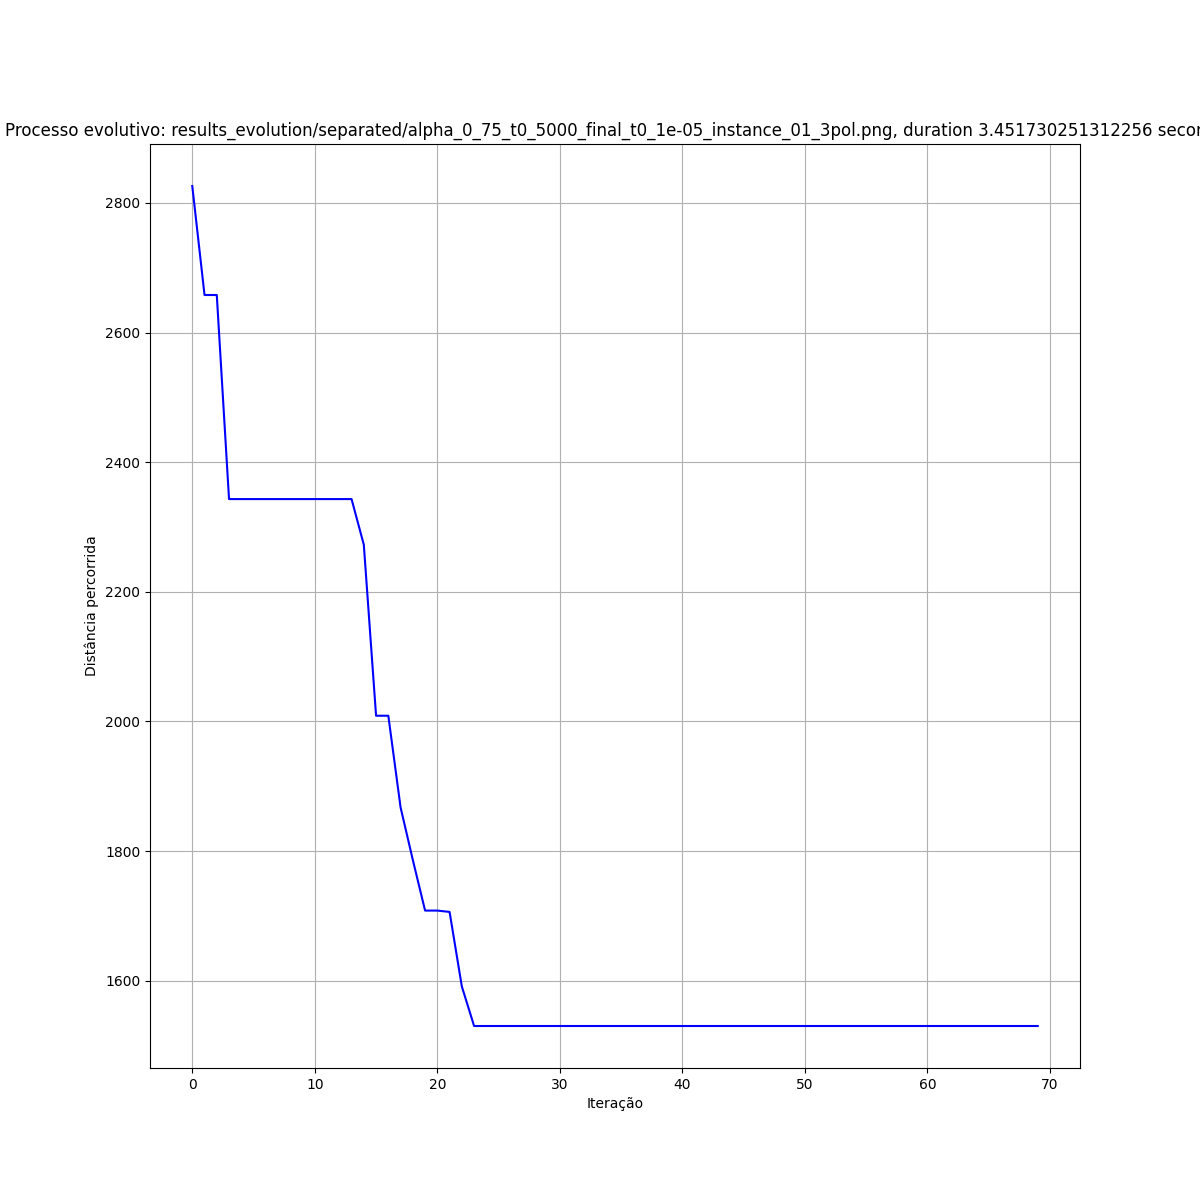 Processo evolutivo: results_evolution/separated/alpha_0_75_t0_5000_final_t0_1e-05_instance_01_3pol.png, duration 3.451730251312256
2800
2600
2400
2200
2000
1800
1600
Distância percorrida
0 10 20 30 40 50 60 70
Iteração